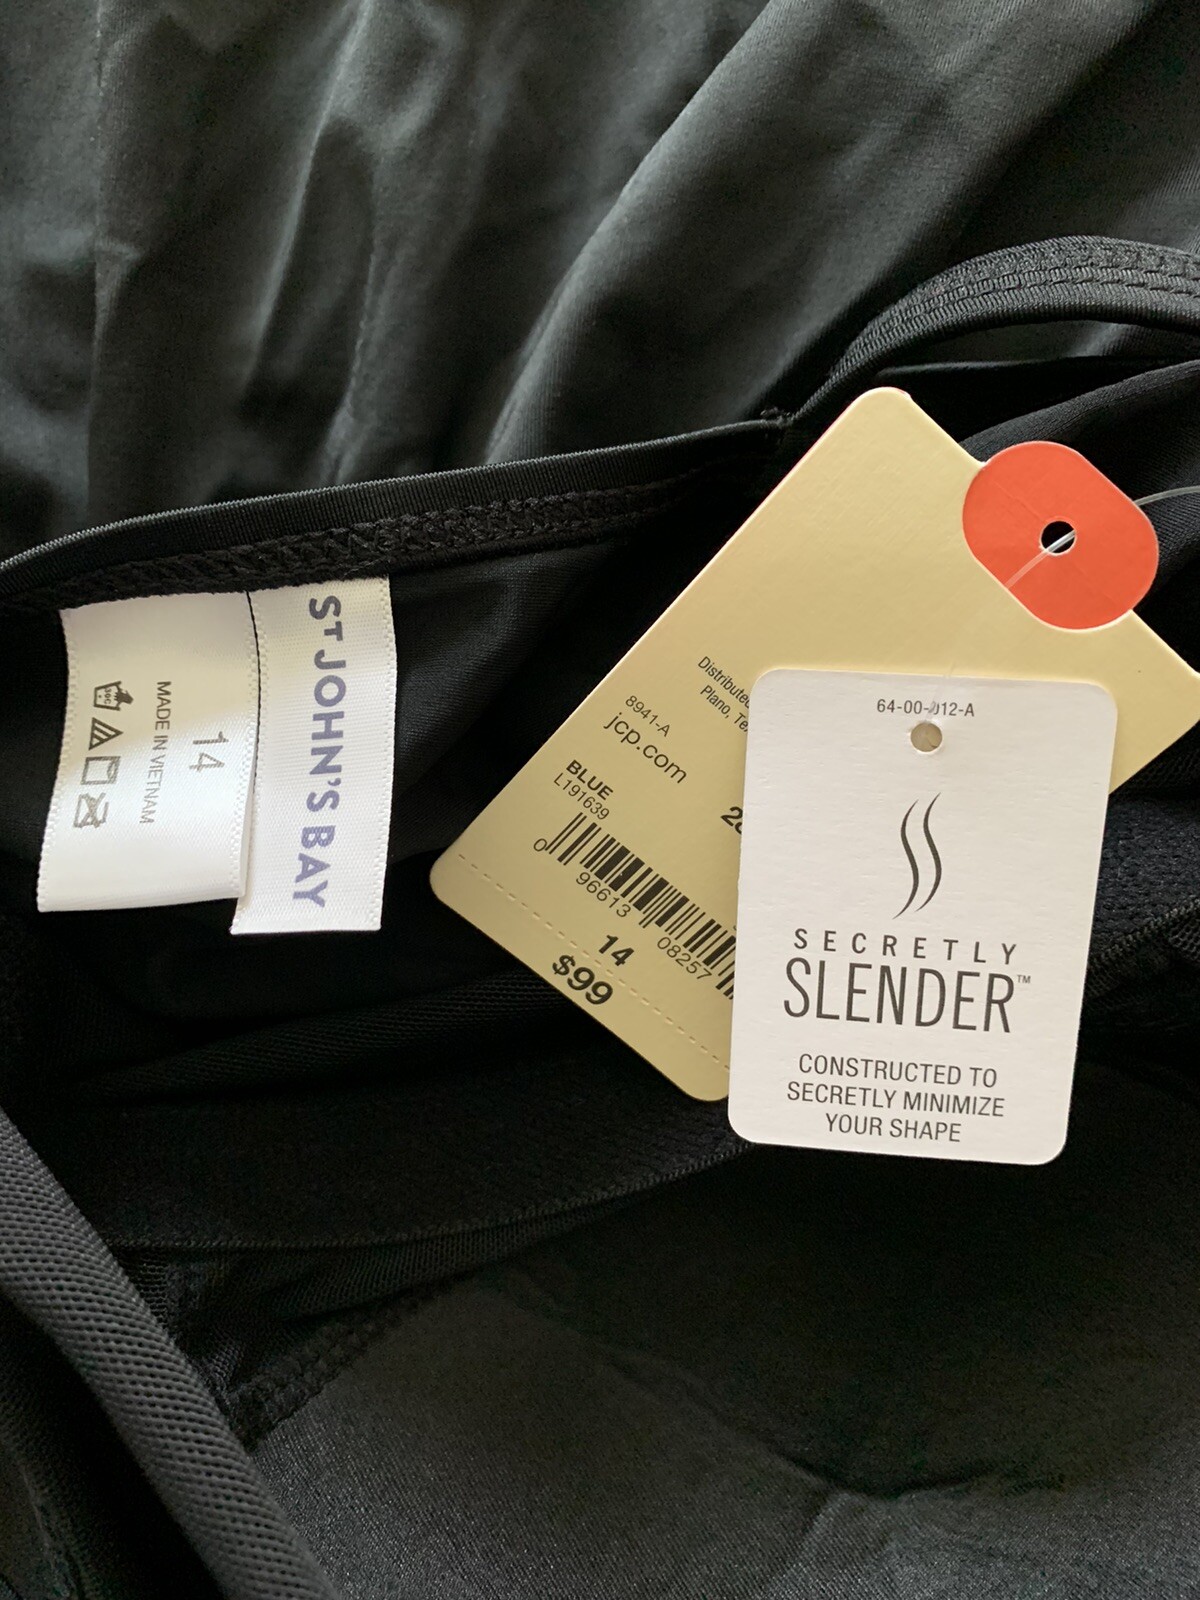 ST JOHN'S BAY
14
MADE IN VIETNAM
Plano,
8941-A
jcp.com
BLUE
L191639
0 96613 08257
14
$99
64-00-012-A
SECRETLY
SLENDER™
CONSTRUCTED TO
SECRETLY MINIMIZE
YOUR SHAPE